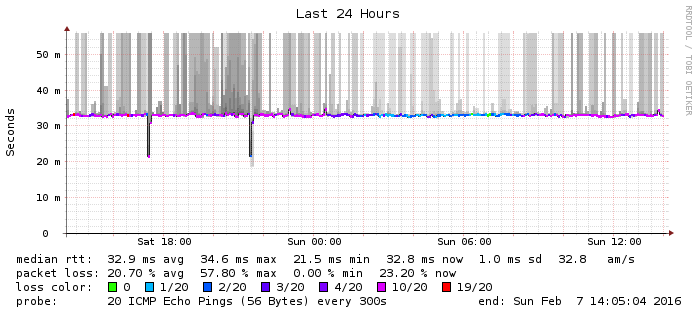 Last 24 Hours
RRDTOOL / TOBI OETIKER
Seconds
50 m
40 m
30 m
20 m
10 m
0
Sat 18:00 Sun 00:00 Sun 06:00 Sun 12:00
median rtt: 32.9 ms avg 34.6 ms max 21.5 ms min 32.8 ms now 1.0 ms sd 32.8 am/s
packet loss: 20.70 % avg 57.80 % max 0.00 % min 23.20 % now
loss color: 0 1/20 2/20 3/20 4/20 10/20 19/20
probe: 20 ICMP Echo Pings (56 Bytes) every 300s end: Sun Feb 7 14:05:04 2016